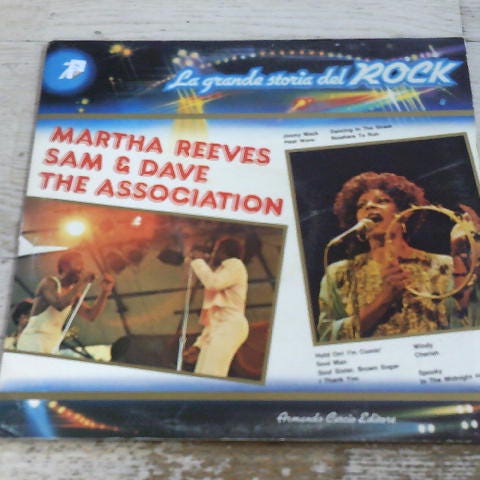 La grande storia del ROCK
MARTHA REEVES
SAM & DAVE
THE ASSOCIATION
Jimmy Mack Dancing In The Street
Heat Wave Nowhere To Run
Hold On! I'm Comin' Windy
Soul Man Cherish
Soul Sister, Brown Sugar Spooky
I Thank You In The Midnight
Armando Curcio Editore